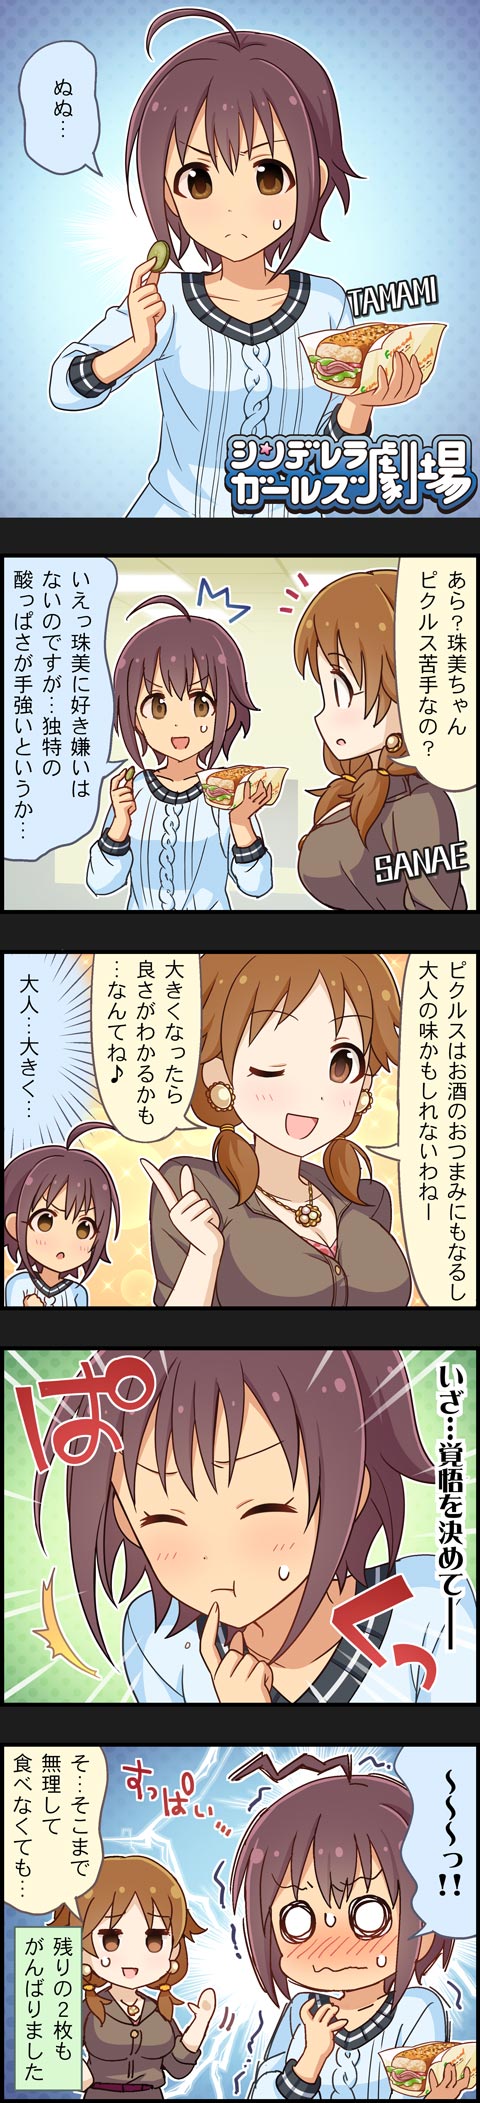 ぬぬ…
TAMAMI
シンデレラ
ガールズ劇場
あら？珠美ちゃん
ピクルス苦手なの？
いえっ珠美に好き嫌いは
ないのですが…独特の
酸っぱさが手強いというか…
SANAE
ピクルスはお酒のおつまみにもなるし
大人の味かもしれないわねー
大きくなったら
良さがわかるかも
…なんてね♪
大人…大きく…
いざ…覚悟を決めて――
ぱ
くっ
～～～っ!!
すっぱい…
そ…そこまで
無理して
食べなくても…
残りの2枚も
がんばりました